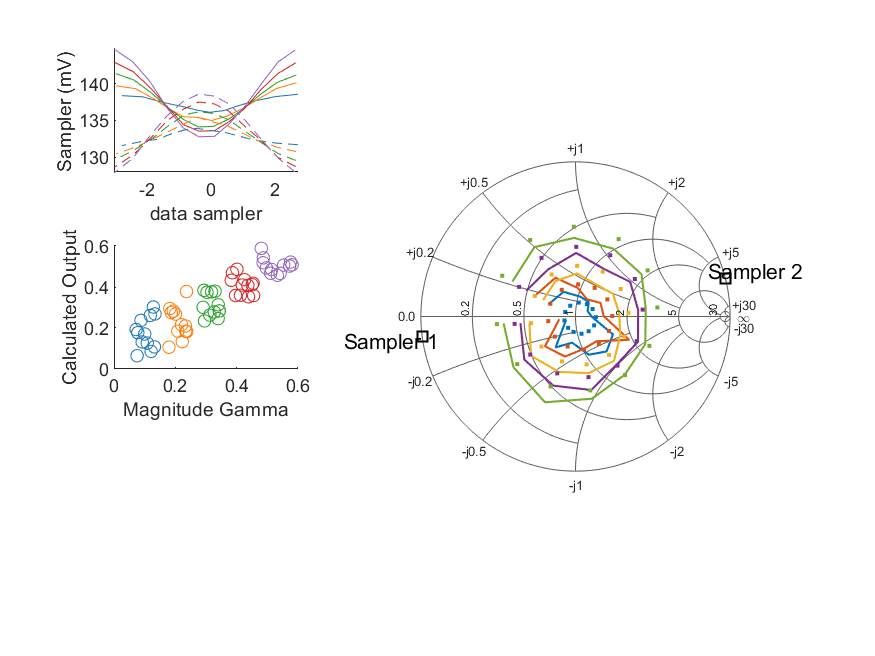 Sampler (mV)
140
135
130
-2
0
2
data sampler
Calculated Output
0.6
0.4
0.2
0
0
0.2
0.4
0.6
Magnitude Gamma
+j1
+j0.5
+j2
+j0.2
+j5
Sampler 2
0.0
0.2
0.5
1
2
5
30
+j30
∞
-j30
Sampler 1
-j0.2
-j5
-j0.5
-j2
-j1